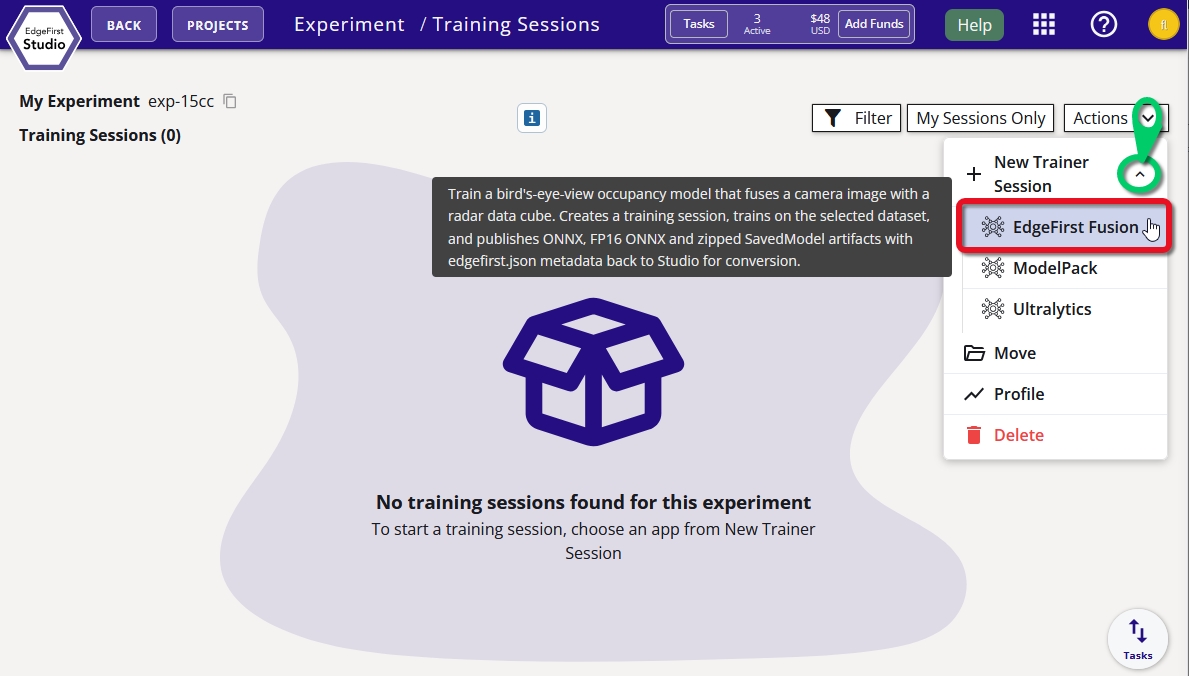 EdgeFirst
Studio
BACK
PROJECTS
Experiment / Training Sessions
Tasks
3
Active
$48
USD
Add Funds
Help
fl
My Experiment exp-15cc
Training Sessions (0)
Filter
My Sessions Only
Actions
New Trainer
Session
EdgeFirst Fusion
ModelPack
Ultralytics
Move
Profile
Delete
Train a bird's-eye-view occupancy model that fuses a camera image with a
radar data cube. Creates a training session, trains on the selected dataset,
and publishes ONNX, FP16 ONNX and zipped SavedModel artifacts with
edgefirst.json metadata back to Studio for conversion.
No training sessions found for this experiment
To start a training session, choose an app from New Trainer
Session
Tasks